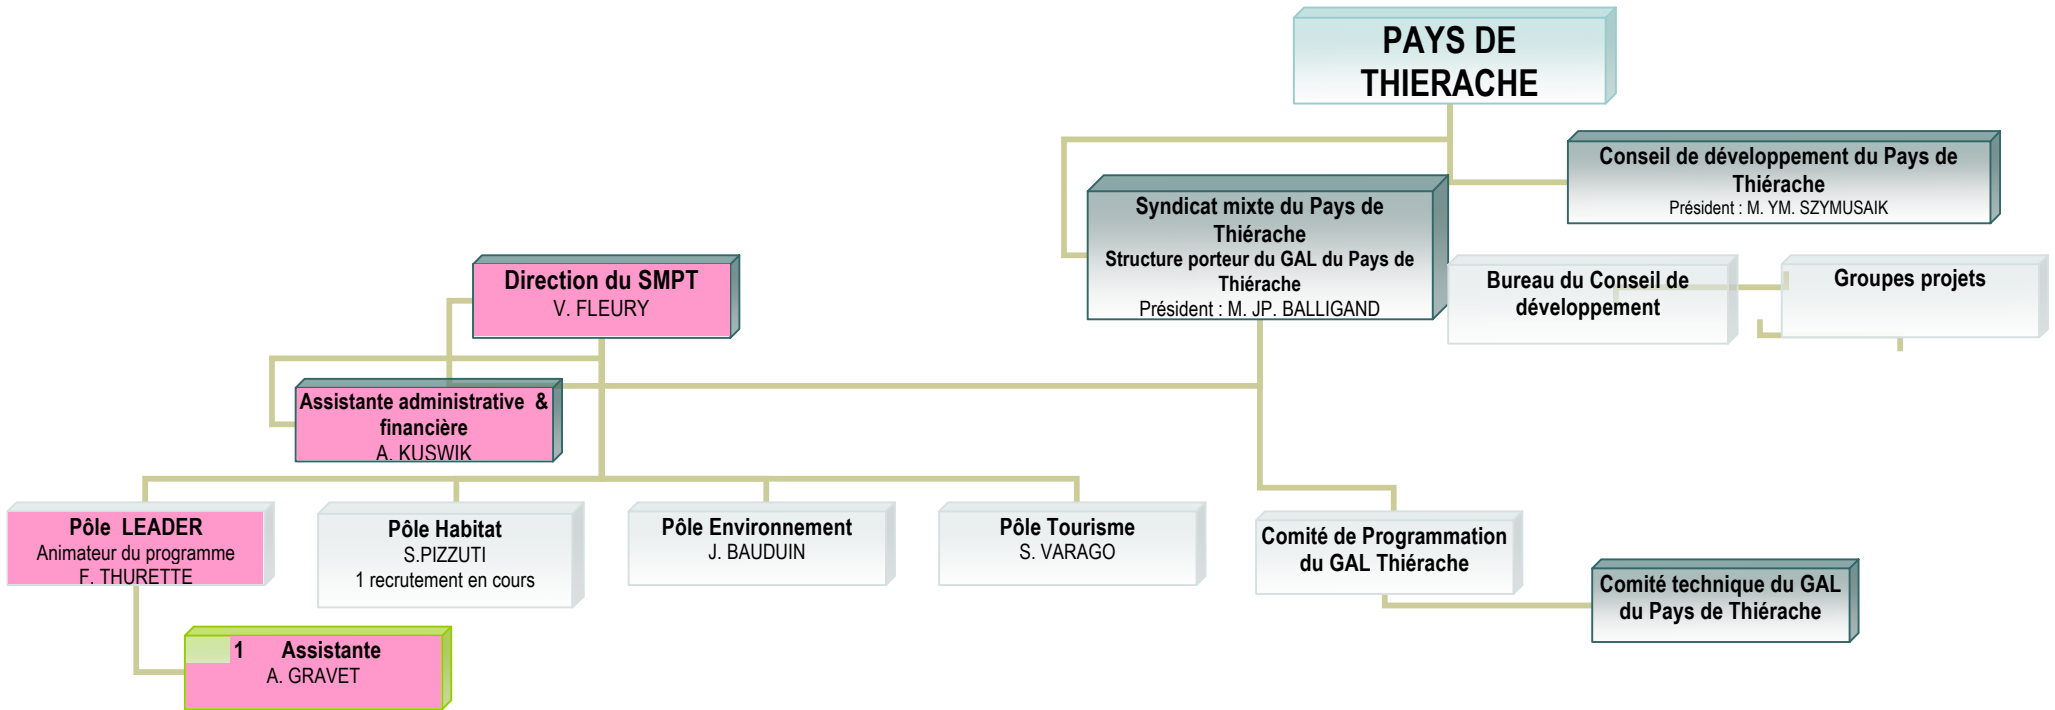 PAYS DE
THIERACHE
Conseil de développement du Pays de
Thiérache
Président : M. YM. SZYMUSAIK
Syndicat mixte du Pays de
Thiérache
Structure porteur du GAL du Pays de
Thiérache
Président : M. JP. BALLIGAND
Bureau du Conseil de
développement
Groupes projets
Direction du SMPT
V. FLEURY
Assistante administrative &
financière
A. KUSWIK
Pôle LEADER
Animateur du programme
F. THURETTE
Pôle Habitat
S.PIZZUTI
1 recrutement en cours
Pôle Environnement
J. BAUDUIN
Pôle Tourisme
S. VARAGO
Comité de Programmation
du GAL Thiérache
Comité technique du GAL
du Pays de Thiérache
1 Assistante
A. GRAVET